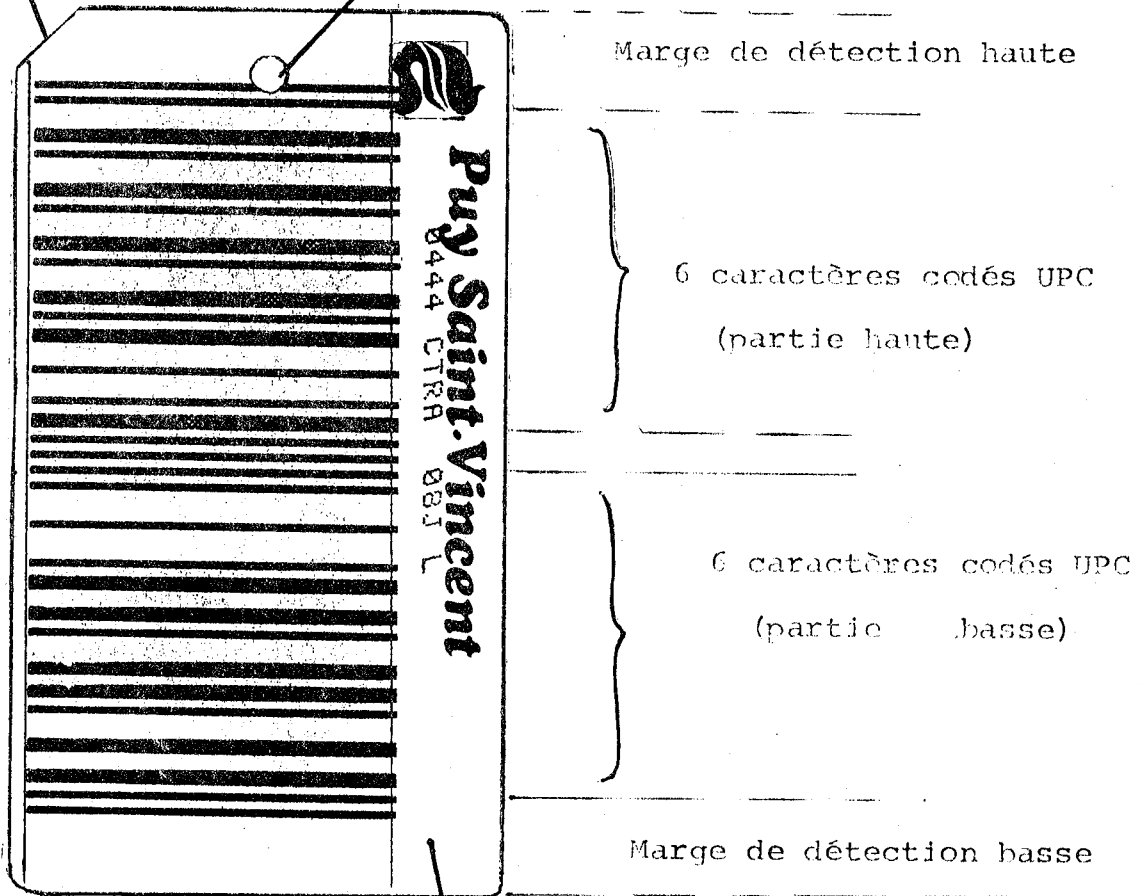 Marge de détection haute
Puy Saint-Vincent
0444 CTRA 08J L
6 caractères codés UPC
(partie haute)
6 caractères codés UPC
(partie basse)
Marge de détection basse